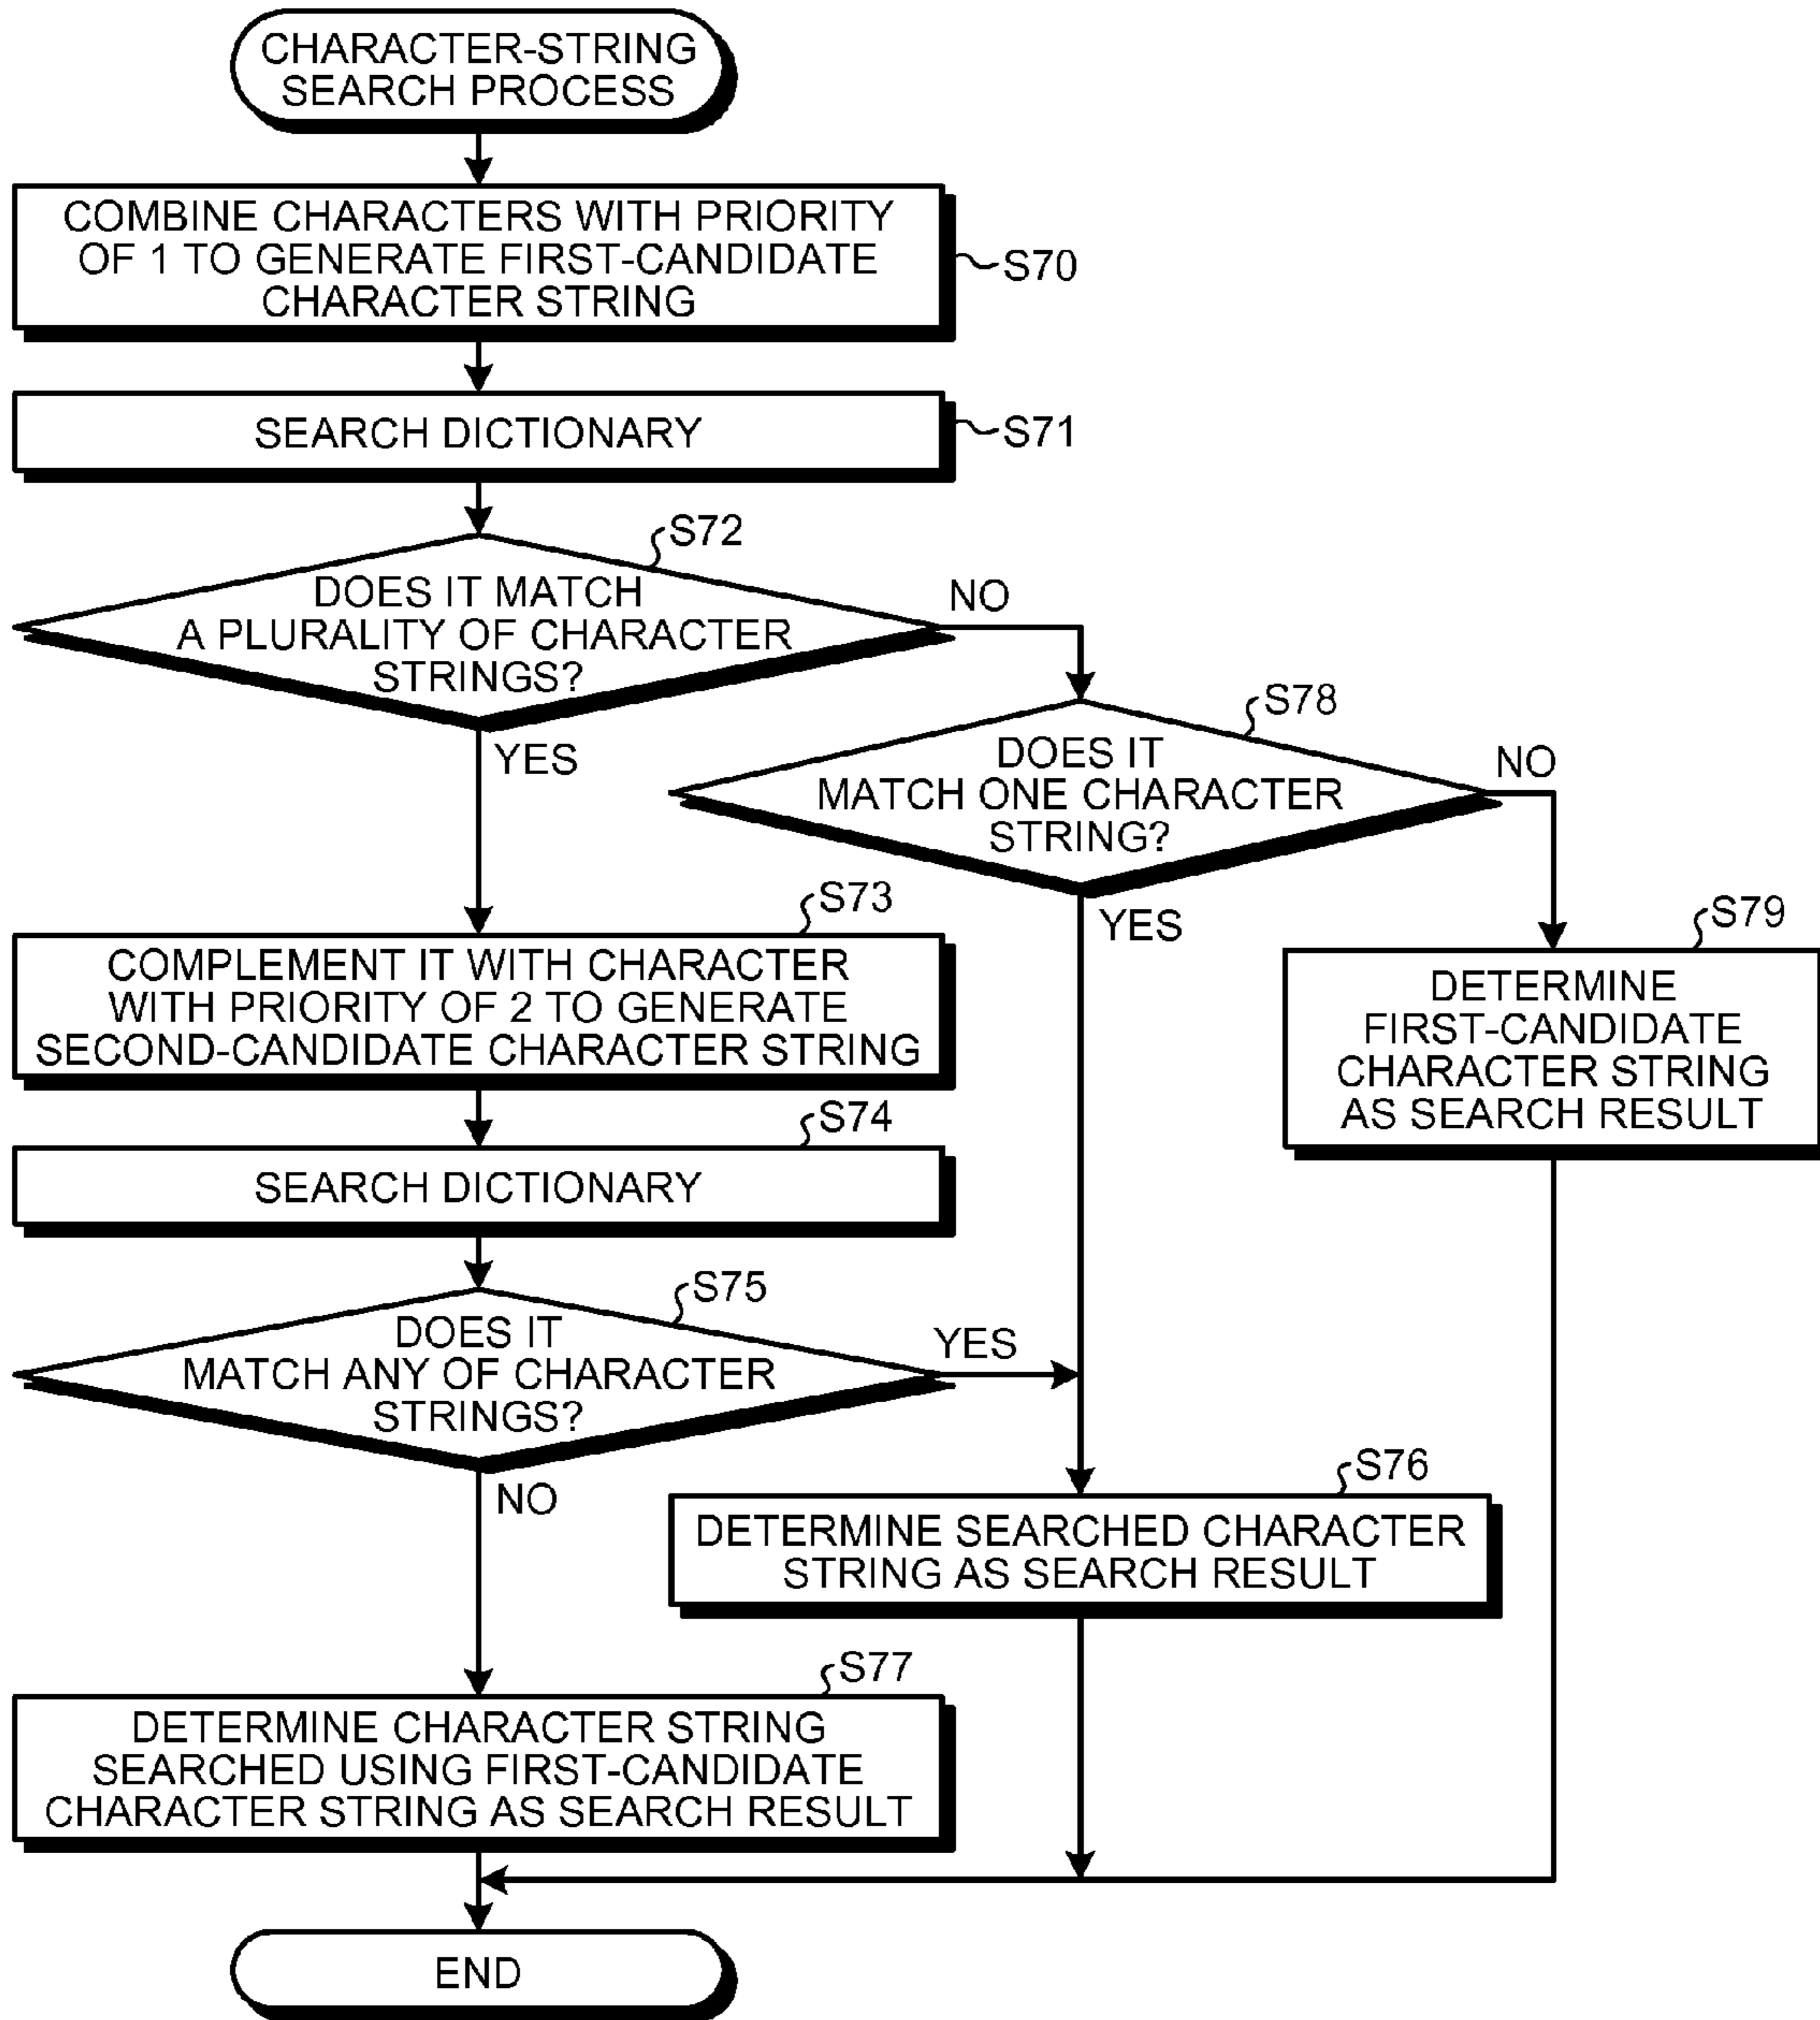 CHARACTER-STRING
SEARCH PROCESS
COMBINE CHARACTERS WITH PRIORITY
OF 1 TO GENERATE FIRST-CANDIDATE
CHARACTER STRING
S70
SEARCH DICTIONARY
S71
S72
DOES IT MATCH
A PLURALITY OF CHARACTER
STRINGS?
NO
YES
S78
DOES IT
MATCH ONE CHARACTER
STRING?
NO
YES
S73
COMPLEMENT IT WITH CHARACTER
WITH PRIORITY OF 2 TO GENERATE
SECOND-CANDIDATE CHARACTER STRING
S79
DETERMINE
FIRST-CANDIDATE
CHARACTER STRING
AS SEARCH RESULT
S74
SEARCH DICTIONARY
S75
DOES IT
MATCH ANY OF CHARACTER
STRINGS?
YES
NO
S76
DETERMINE SEARCHED CHARACTER
STRING AS SEARCH RESULT
S77
DETERMINE CHARACTER STRING
SEARCHED USING FIRST-CANDIDATE
CHARACTER STRING AS SEARCH RESULT
END